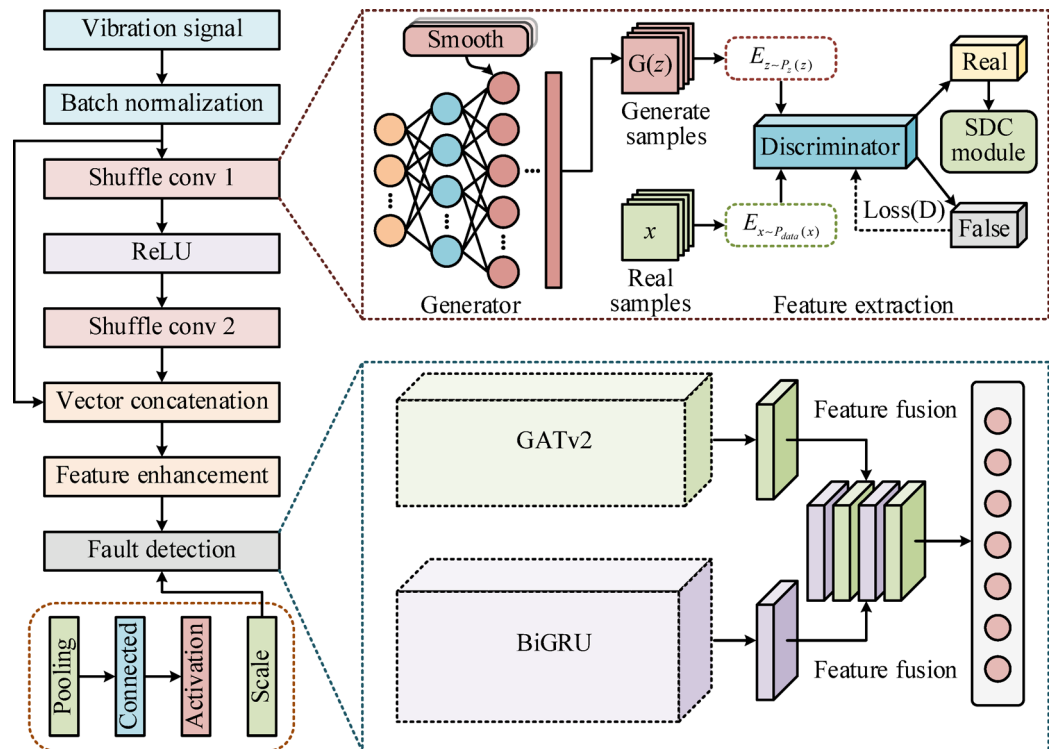 Vibration signal
Batch normalization
Shuffle conv 1
ReLU
Shuffle conv 2
Vector concatenation
Feature enhancement
Fault detection
Pooling
Connected
Activation
Scale
Smooth
Generator
G(z)
Generate
samples
x
Real
samples
E_{z~P_z(z)}
E_{x~P_{data}(x)}
Discriminator
Real
SDC
module
Loss(D)
False
Feature extraction
GATv2
BiGRU
Feature fusion
Feature fusion